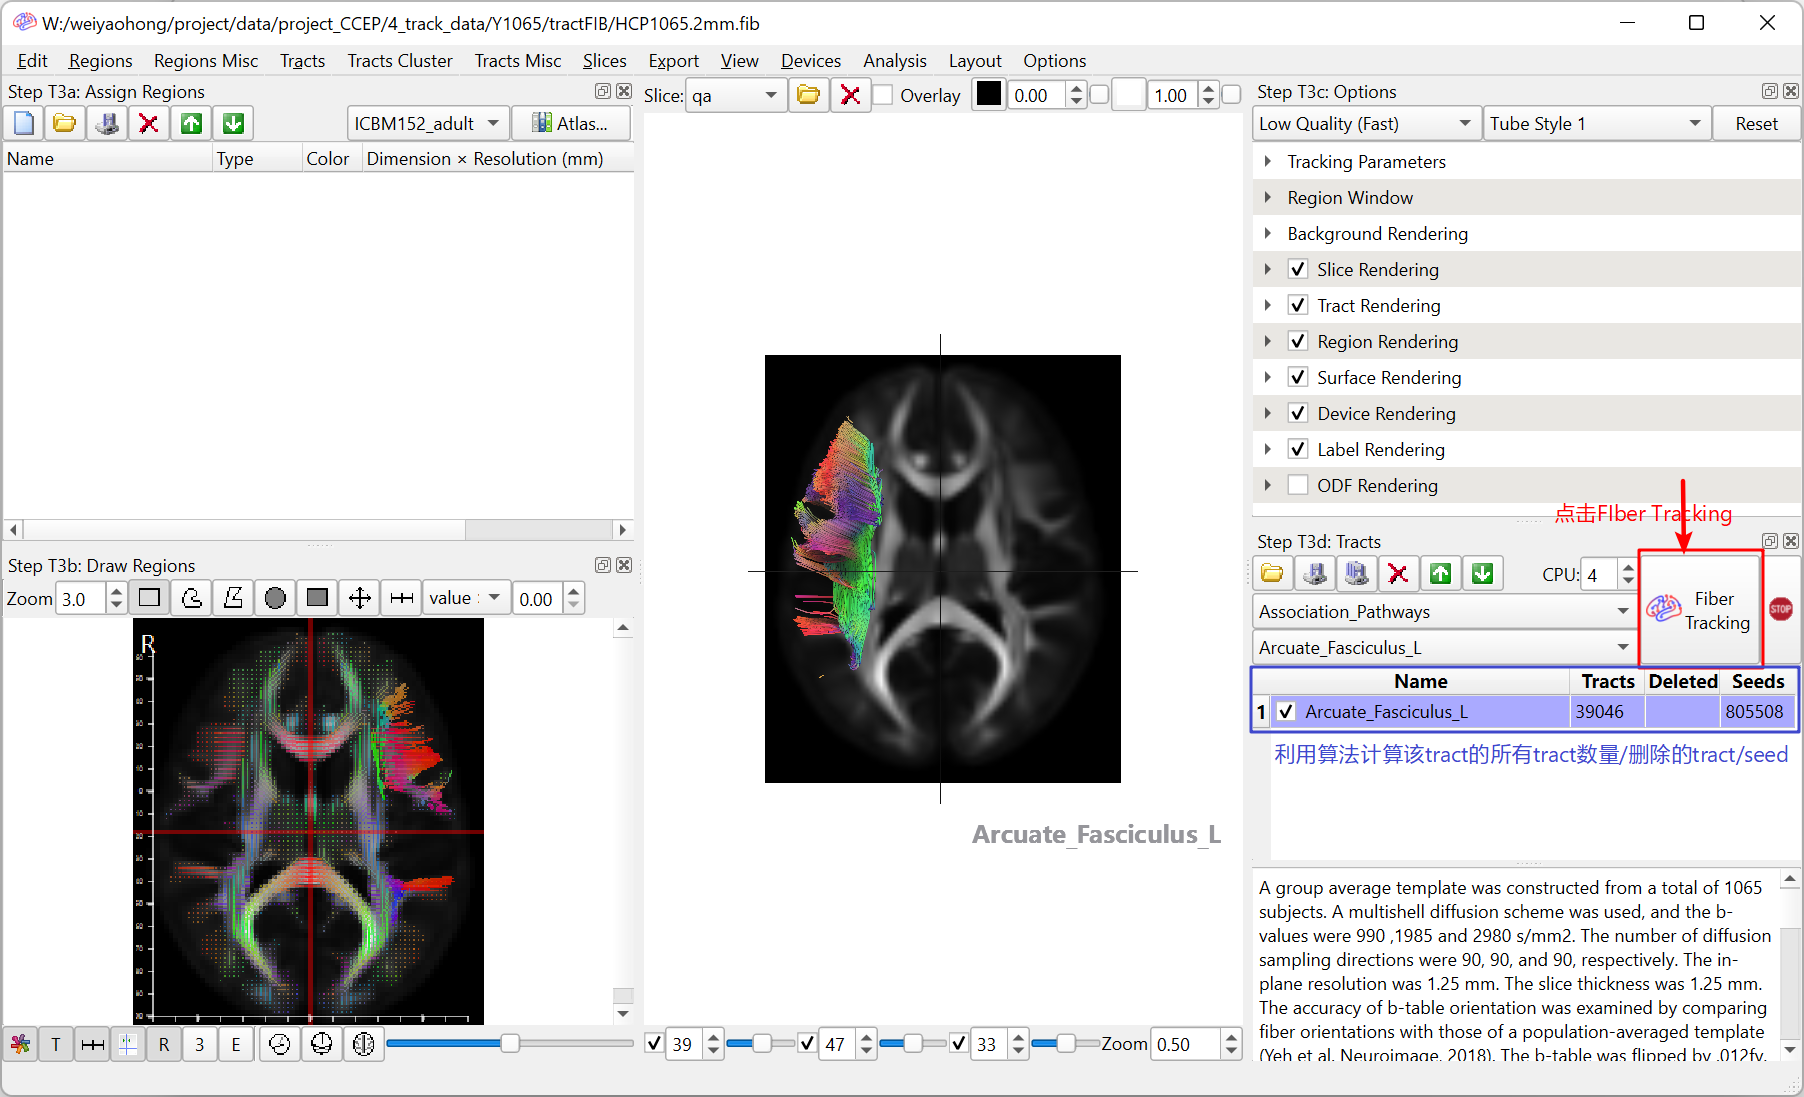 W:/weiyaohong/project/data/project_CCEP/4_track_data/Y1065/tractFIB/HCP1065.2mm.fib
Edit Regions Regions Misc Tracts Tracts Cluster Tracts Misc Slices Export View Devices Analysis Layout Options
Step T3a: Assign Regions
ICBM152_adult Atlas...
Name Type Color Dimension × Resolution (mm)
Step T3b: Draw Regions
Zoom 3.0 value : 0.00
R
T R 3 E
Slice: qa Overlay 0.00 1.00
Arcuate_Fasciculus_L
39 47 33 Zoom 0.50
Step T3c: Options
Low Quality (Fast) Tube Style 1 Reset
Tracking Parameters
Region Window
Background Rendering
Slice Rendering
Tract Rendering
Region Rendering
Surface Rendering
Device Rendering
Label Rendering
ODF Rendering
点击FIber Tracking
Step T3d: Tracts
CPU: 4
Association_Pathways
Arcuate_Fasciculus_L
Fiber
Tracking
STOP
Name Tracts Deleted Seeds
1 Arcuate_Fasciculus_L 39046 805508
利用算法计算该tract的所有tract数量/删除的tract/seed
A group average template was constructed from a total of 1065
subjects. A multishell diffusion scheme was used, and the b-
values were 990 ,1985 and 2980 s/mm2. The number of diffusion
sampling directions were 90, 90, and 90, respectively. The in-
plane resolution was 1.25 mm. The slice thickness was 1.25 mm.
The accuracy of b-table orientation was examined by comparing
fiber orientations with those of a population-averaged template
(Yeh et al. Neuroimage, 2018). The b-table was flipped by .012fy.